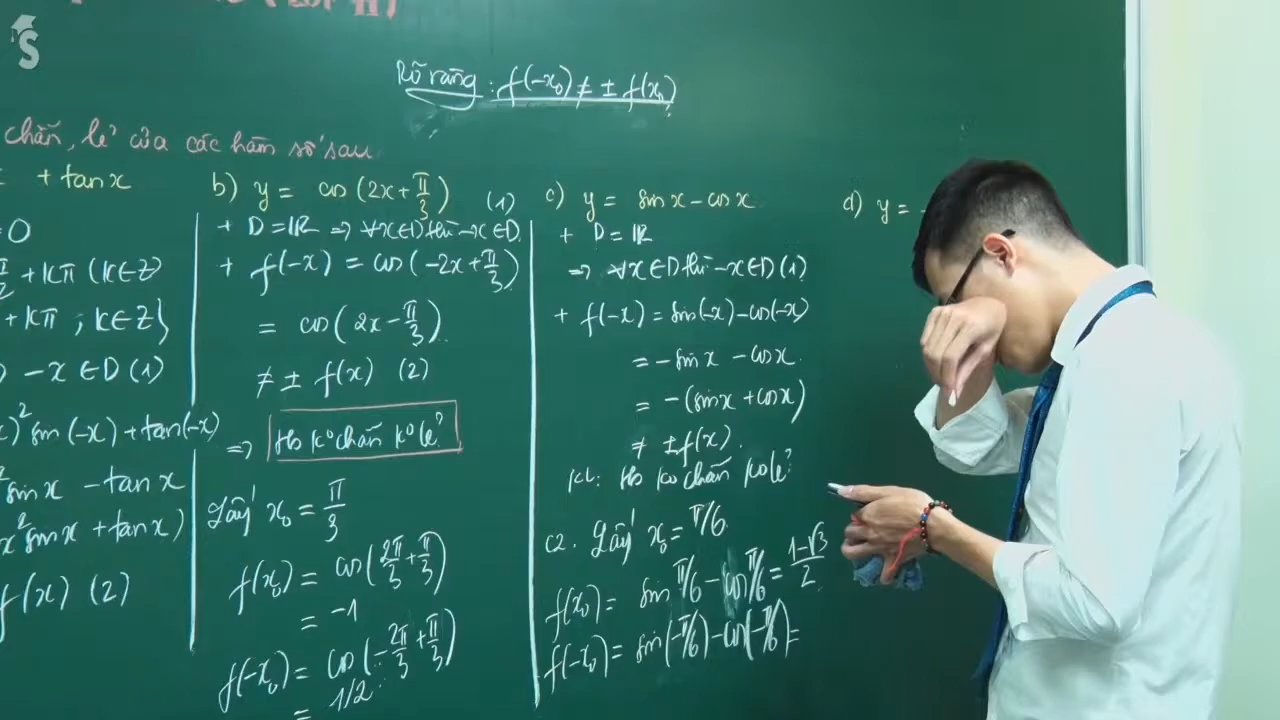 S
Rõ ràng: f(-x₀) ≠ ± f(x₀)
chẵn, lẻ của các hàm số sau
+ tan x
= 0
+ kπ (k∈Z)
+ kπ ; k∈Z}
-x ∈ D (1)
)² sin(-x) + tan(-x)
² sin x - tan x
x² sin x + tan x)
f(x) (2)
b) y = cos(2x + π/3) (1)
+ D = ℝ => ∀x∈D thì -x∈D
+ f(-x) = cos(-2x + π/3)
= cos(2x - π/3)
≠ ± f(x) (2)
=> Hs ko chẵn ko lẻ
Lấy x₀ = π/3
f(x₀) = cos(2π/3 + π/3)
= -1
f(-x₀) = cos(-2π/3 + π/3)
= 1/2
c) y = sin x - cos x
+ D = ℝ
=> ∀x∈D thì -x∈D (1)
+ f(-x) = sin(-x) - cos(-x)
= -sin x - cos x
= -(sin x + cos x)
≠ ± f(x).
KL: Hs ko chẵn ko lẻ
C2. Lấy x₀ = π/6
f(x₀) = sin π/6 - cos π/6 = (1-√3)/2
f(-x₀) = sin(-π/6) - cos(-π/6) =
d) y =